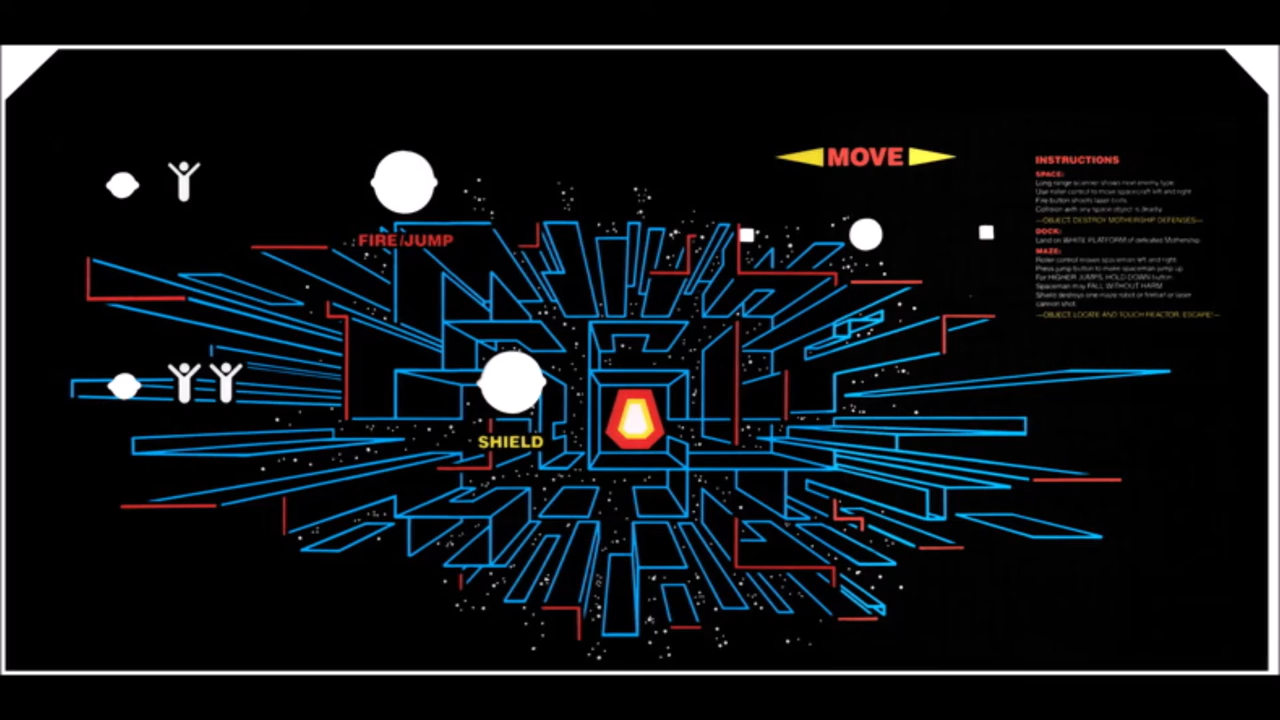 MOVE
INSTRUCTIONS
SPACE:
Long range scanner shows next enemy type
Use roller control to move spacecraft left and right
Fire button shoots laser bolts
Collision with any space object is deadly
—OBJECT: DESTROY MOTHERSHIP DEFENSES—
DOCK:
Land on WHITE PLATFORM of defeated Mothership
MAZE:
Roller control moves spaceman left and right
Press jump button to make spaceman jump up
For HIGHER JUMPS, HOLD DOWN button
Spaceman may FALL WITHOUT HARM
Shield destroys one maze robot or fireball or laser
cannon shot
—OBJECT: LOCATE AND TOUCH REACTOR. ESCAPE!—
FIRE/JUMP
SHIELD